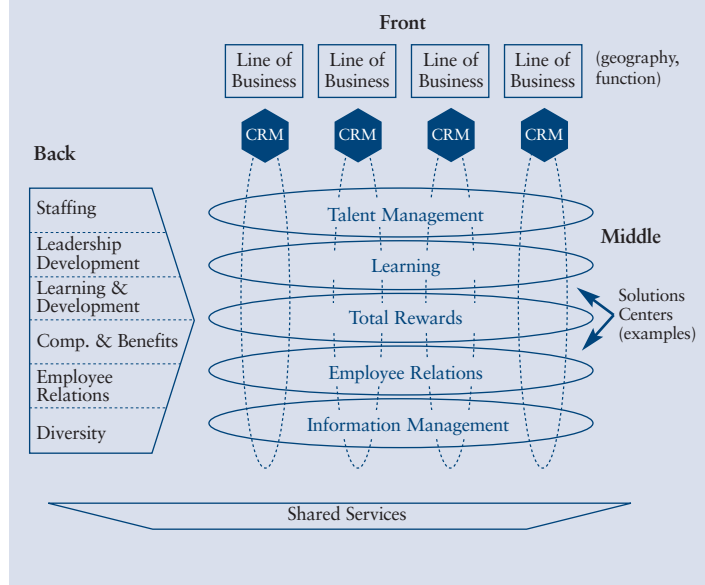 Front
Line of
Business
Line of
Business
Line of
Business
Line of
Business
(geography,
function)
CRM
CRM
CRM
CRM
Back
Staffing
Leadership
Development
Learning &
Development
Comp. & Benefits
Employee
Relations
Diversity
Talent Management
Learning
Total Rewards
Employee Relations
Information Management
Middle
Solutions
Centers
(examples)
Shared Services